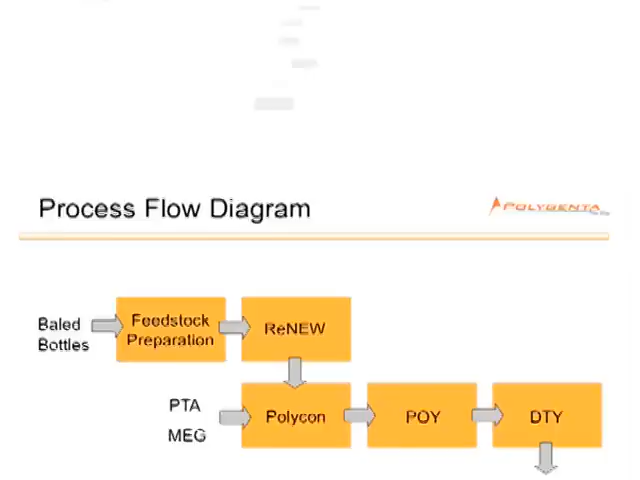 Process Flow Diagram
POLYGENTA
Baled
Bottles
Feedstock
Preparation
ReNEW
PTA
MEG
Polycon
POY
DTY